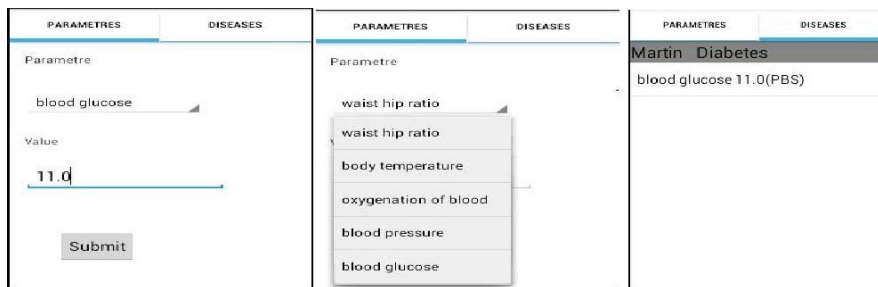 PARAMETRES DISEASES
Parametre
blood glucose
Value
11.0
Submit
PARAMETRES DISEASES
Parametre
waist hip ratio
waist hip ratio
body temperature
oxygenation of blood
blood pressure
blood glucose
PARAMETRES DISEASES
Martin Diabetes
blood glucose 11.0(PBS)